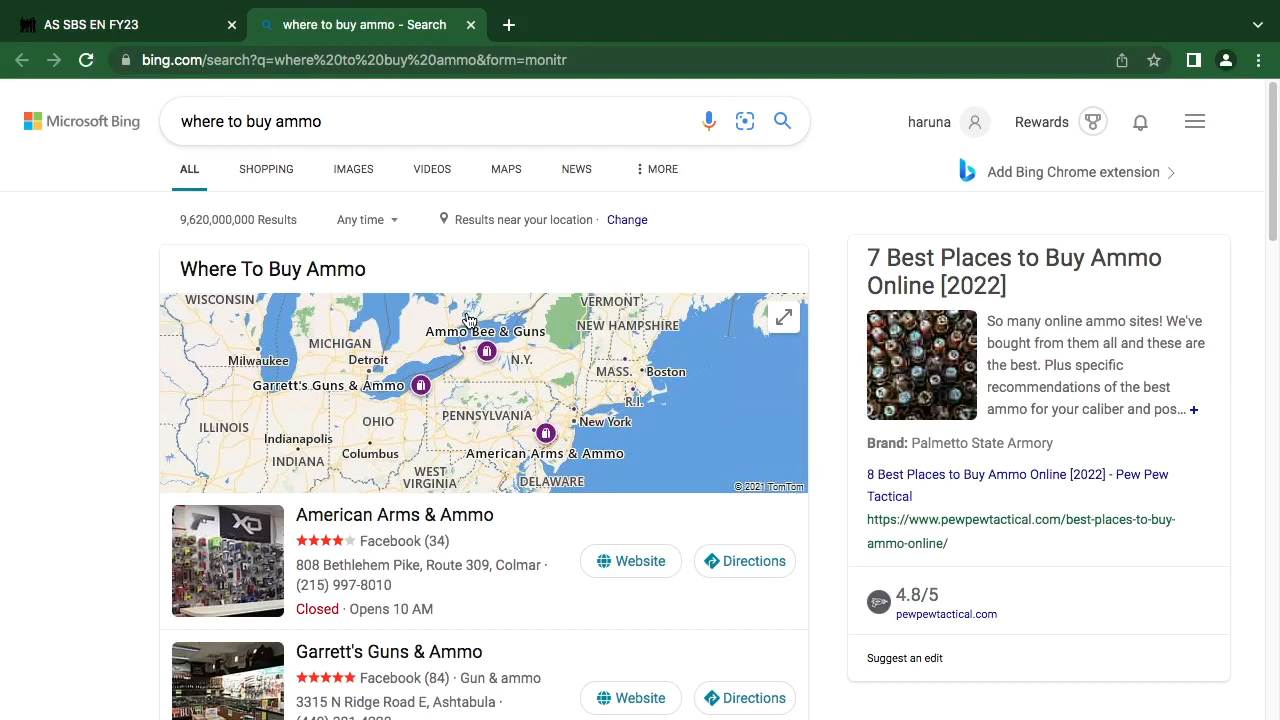 AS SBS EN FY23
where to buy ammo - Search
bing.com/search?q=where%20to%20buy%20ammo&form=monitr
Microsoft Bing
where to buy ammo
haruna
Rewards
ALL
SHOPPING
IMAGES
VIDEOS
MAPS
NEWS
MORE
Add Bing Chrome extension
9,620,000,000 Results
Any time
Results near your location ·
Change
Where To Buy Ammo
WISCONSIN
VERMONT
NEW HAMPSHIRE
Ammo Bee & Guns
MICHIGAN
Milwaukee
Detroit
N.Y.
MASS.
Boston
Garrett's Guns & Ammo
R.I.
PENNSYLVANIA
New York
ILLINOIS
OHIO
Indianapolis
Columbus
American Arms & Ammo
INDIANA
WEST
VIRGINIA
DELAWARE
© 2021 TomTom
American Arms & Ammo
Facebook (34)
808 Bethlehem Pike, Route 309, Colmar ·
(215) 997-8010
Closed · Opens 10 AM
Website
Directions
Garrett's Guns & Ammo
Facebook (84) · Gun & ammo
3315 N Ridge Road E, Ashtabula ·
Website
Directions
7 Best Places to Buy Ammo
Online [2022]
So many online ammo sites! We've
bought from them all and these are
the best. Plus specific
recommendations of the best
ammo for your caliber and pos... +
Brand: Palmetto State Armory
8 Best Places to Buy Ammo Online [2022] - Pew Pew
Tactical
https://www.pewpewtactical.com/best-places-to-buy-
ammo-online/
4.8/5
pewpewtactical.com
Suggest an edit